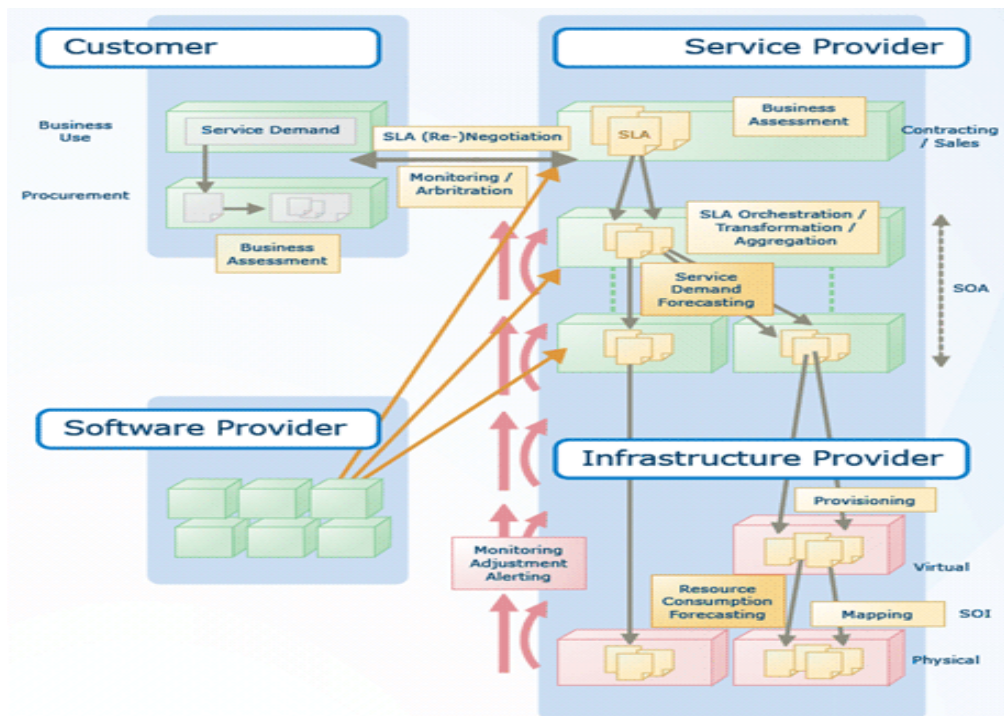 Customer
Service Provider
Business
Use
Service Demand
SLA (Re-)Negotiation
SLA
Business
Assessment
Contracting
/ Sales
Procurement
Monitoring /
Arbritration
Business
Assessment
SLA Orchestration /
Transformation /
Aggregation
Service
Demand
Forecasting
SOA
Software Provider
Infrastructure Provider
Provisioning
Monitoring
Adjustment
Alerting
Virtual
Resource
Consumption
Forecasting
Mapping
SOI
Physical